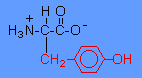 H O
H₃N⁺ C C O⁻
CH₂ OH